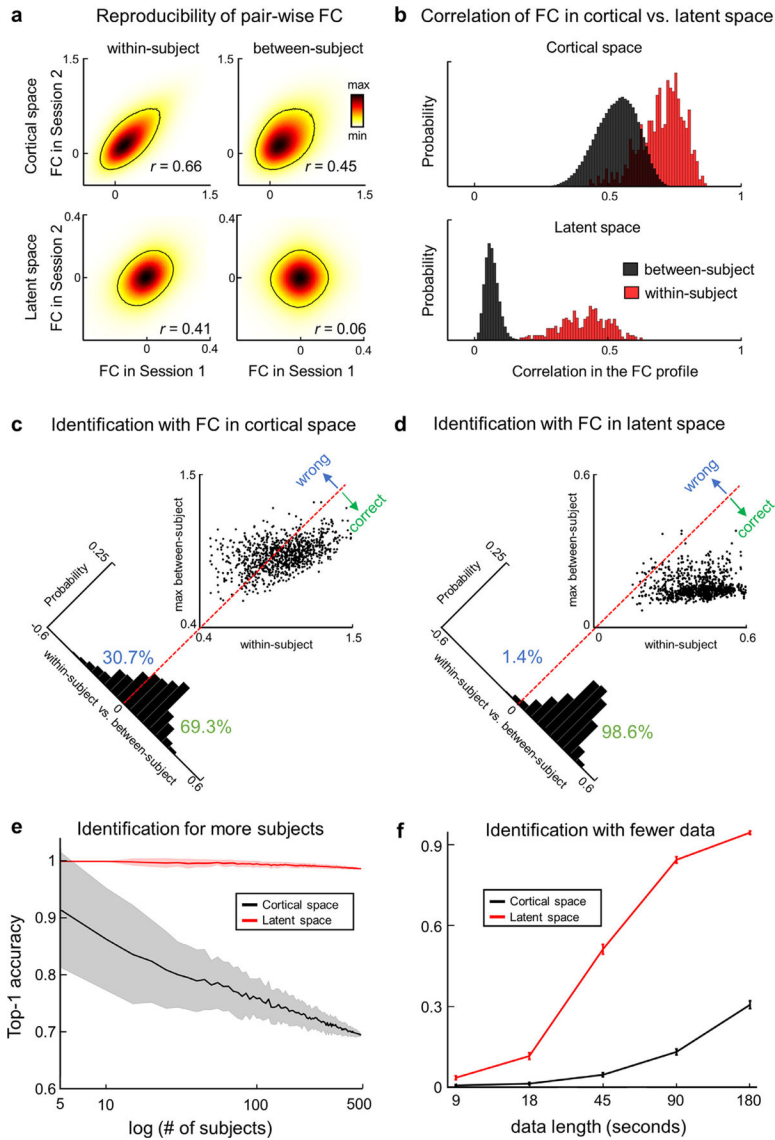 a Reproducibility of pair-wise FC
within-subject between-subject
Cortical space
FC in Session 2
1.5
0
0 1.5
r = 0.66
1.5
0
0 1.5
r = 0.45
max
min
Latent space
FC in Session 2
0.4
0
0 0.4
r = 0.41
0.4
0
0 0.4
r = 0.06
FC in Session 1 FC in Session 1
b Correlation of FC in cortical vs. latent space
Cortical space
Probability
0 0.5 1
Latent space
Probability
between-subject
within-subject
0 0.5 1
Correlation in the FC profile
c Identification with FC in cortical space
1.5
wrong
correct
max between-subject
0.4
0.4 within-subject 1.5
0.25
Probability
-0.6
30.7%
0
69.3%
within-subject vs. between-subject
0.6
d Identification with FC in latent space
0.6
wrong
correct
max between-subject
0
0 within-subject 0.6
0.25
Probability
-0.6
1.4%
0
98.6%
within-subject vs. between-subject
0.6
e Identification for more subjects
Top-1 accuracy
1
0.9
0.8
0.7
0.6
Cortical space
Latent space
5 10 100 500
log (# of subjects)
f Identification with fewer data
0.9
0.6
0.3
0
Cortical space
Latent space
9 18 45 90 180
data length (seconds)